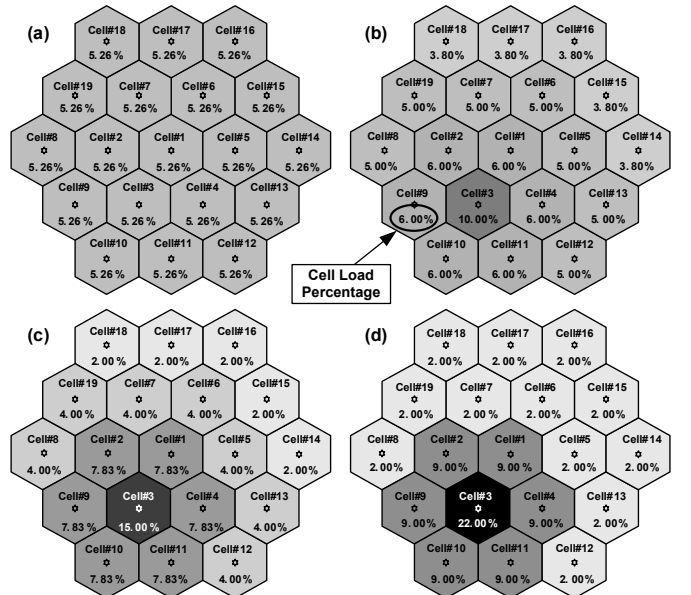 (a)
Cell#18 Cell#17 Cell#16
5.26% 5.26% 5.26%
Cell#19 Cell#7 Cell#6 Cell#15
5.26% 5.26% 5.26% 5.26%
Cell#8 Cell#2 Cell#1 Cell#5 Cell#14
5.26% 5.26% 5.26% 5.26% 5.26%
Cell#9 Cell#3 Cell#4 Cell#13
5.26% 5.26% 5.26% 5.26%
Cell#10 Cell#11 Cell#12
5.26% 5.26% 5.26%
(b)
Cell#18 Cell#17 Cell#16
3.80% 3.80% 3.80%
Cell#19 Cell#7 Cell#6 Cell#15
5.00% 5.00% 5.00% 3.80%
Cell#8 Cell#2 Cell#1 Cell#5 Cell#14
5.00% 6.00% 6.00% 5.00% 3.80%
Cell#9 Cell#3 Cell#4 Cell#13
6.00% 10.00% 6.00% 5.00%
Cell#10 Cell#11 Cell#12
6.00% 6.00% 5.00%
Cell Load
Percentage
(c)
Cell#18 Cell#17 Cell#16
2.00% 2.00% 2.00%
Cell#19 Cell#7 Cell#6 Cell#15
4.00% 4.00% 4.00% 2.00%
Cell#8 Cell#2 Cell#1 Cell#5 Cell#14
4.00% 7.83% 7.83% 4.00% 2.00%
Cell#9 Cell#3 Cell#4 Cell#13
7.83% 15.00% 7.83% 4.00%
Cell#10 Cell#11 Cell#12
7.83% 7.83% 4.00%
(d)
Cell#18 Cell#17 Cell#16
2.00% 2.00% 2.00%
Cell#19 Cell#7 Cell#6 Cell#15
2.00% 2.00% 2.00% 2.00%
Cell#8 Cell#2 Cell#1 Cell#5 Cell#14
2.00% 9.00% 9.00% 2.00% 2.00%
Cell#9 Cell#3 Cell#4 Cell#13
9.00% 22.00% 9.00% 2.00%
Cell#10 Cell#11 Cell#12
9.00% 9.00% 2.00%